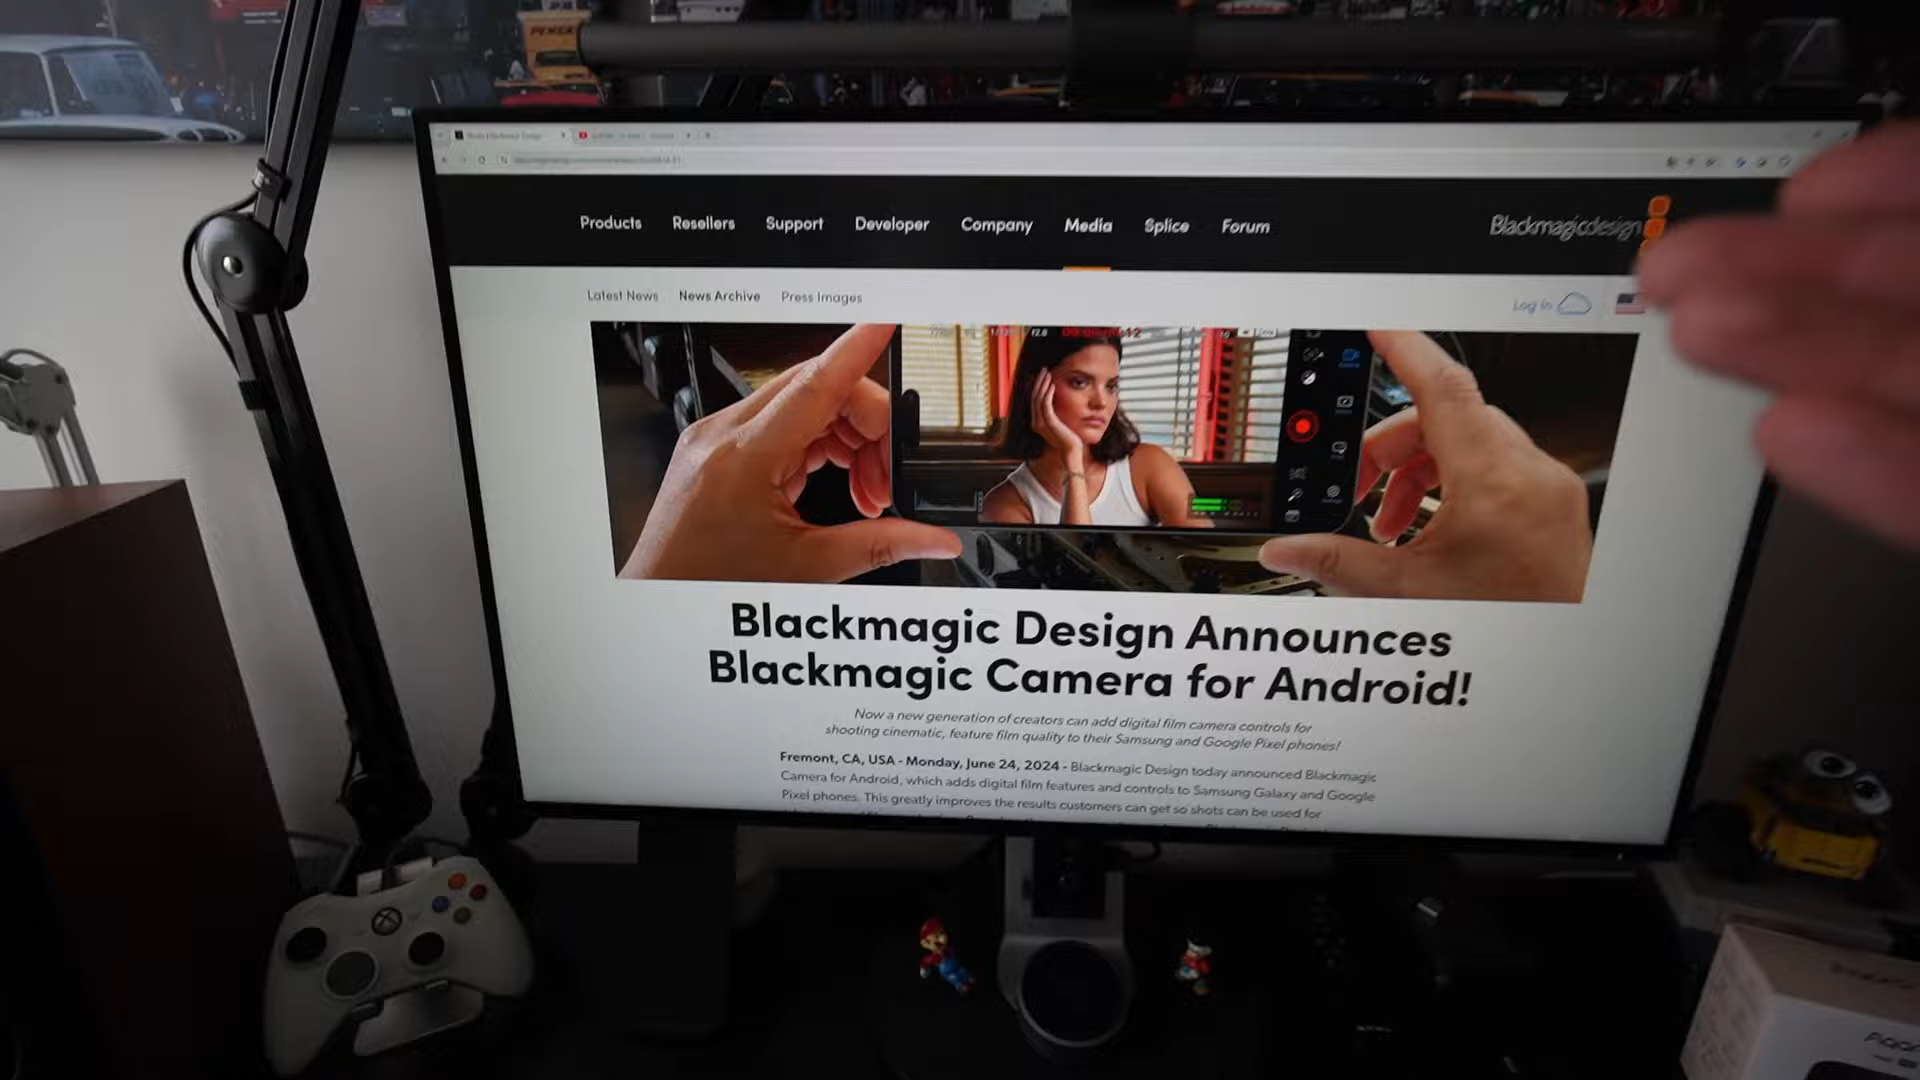 Products Resellers Support Developer Company Media Splice Forum
Blackmagicdesign
Latest News News Archive Press Images
Log In
Blackmagic Design Announces
Blackmagic Camera for Android!
Now a new generation of creators can add digital film camera controls for
shooting cinematic, feature film quality to their Samsung and Google Pixel phones!
Fremont, CA, USA - Monday, June 24, 2024 - Blackmagic Design today announced Blackmagic
Camera for Android, which adds digital film features and controls to Samsung Galaxy and Google
Pixel phones. This greatly improves the results customers can get so shots can be used for